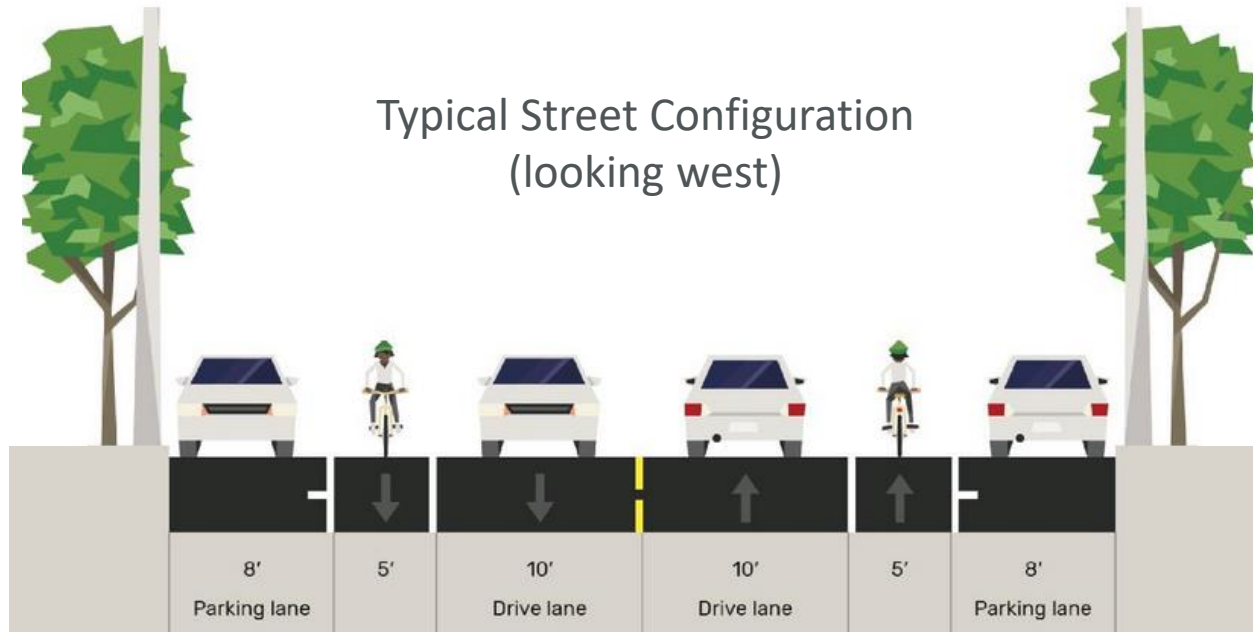 Typical Street Configuration
(looking west)
8' 5' 10' 10' 5' 8'
Parking lane Drive lane Drive lane Parking lane